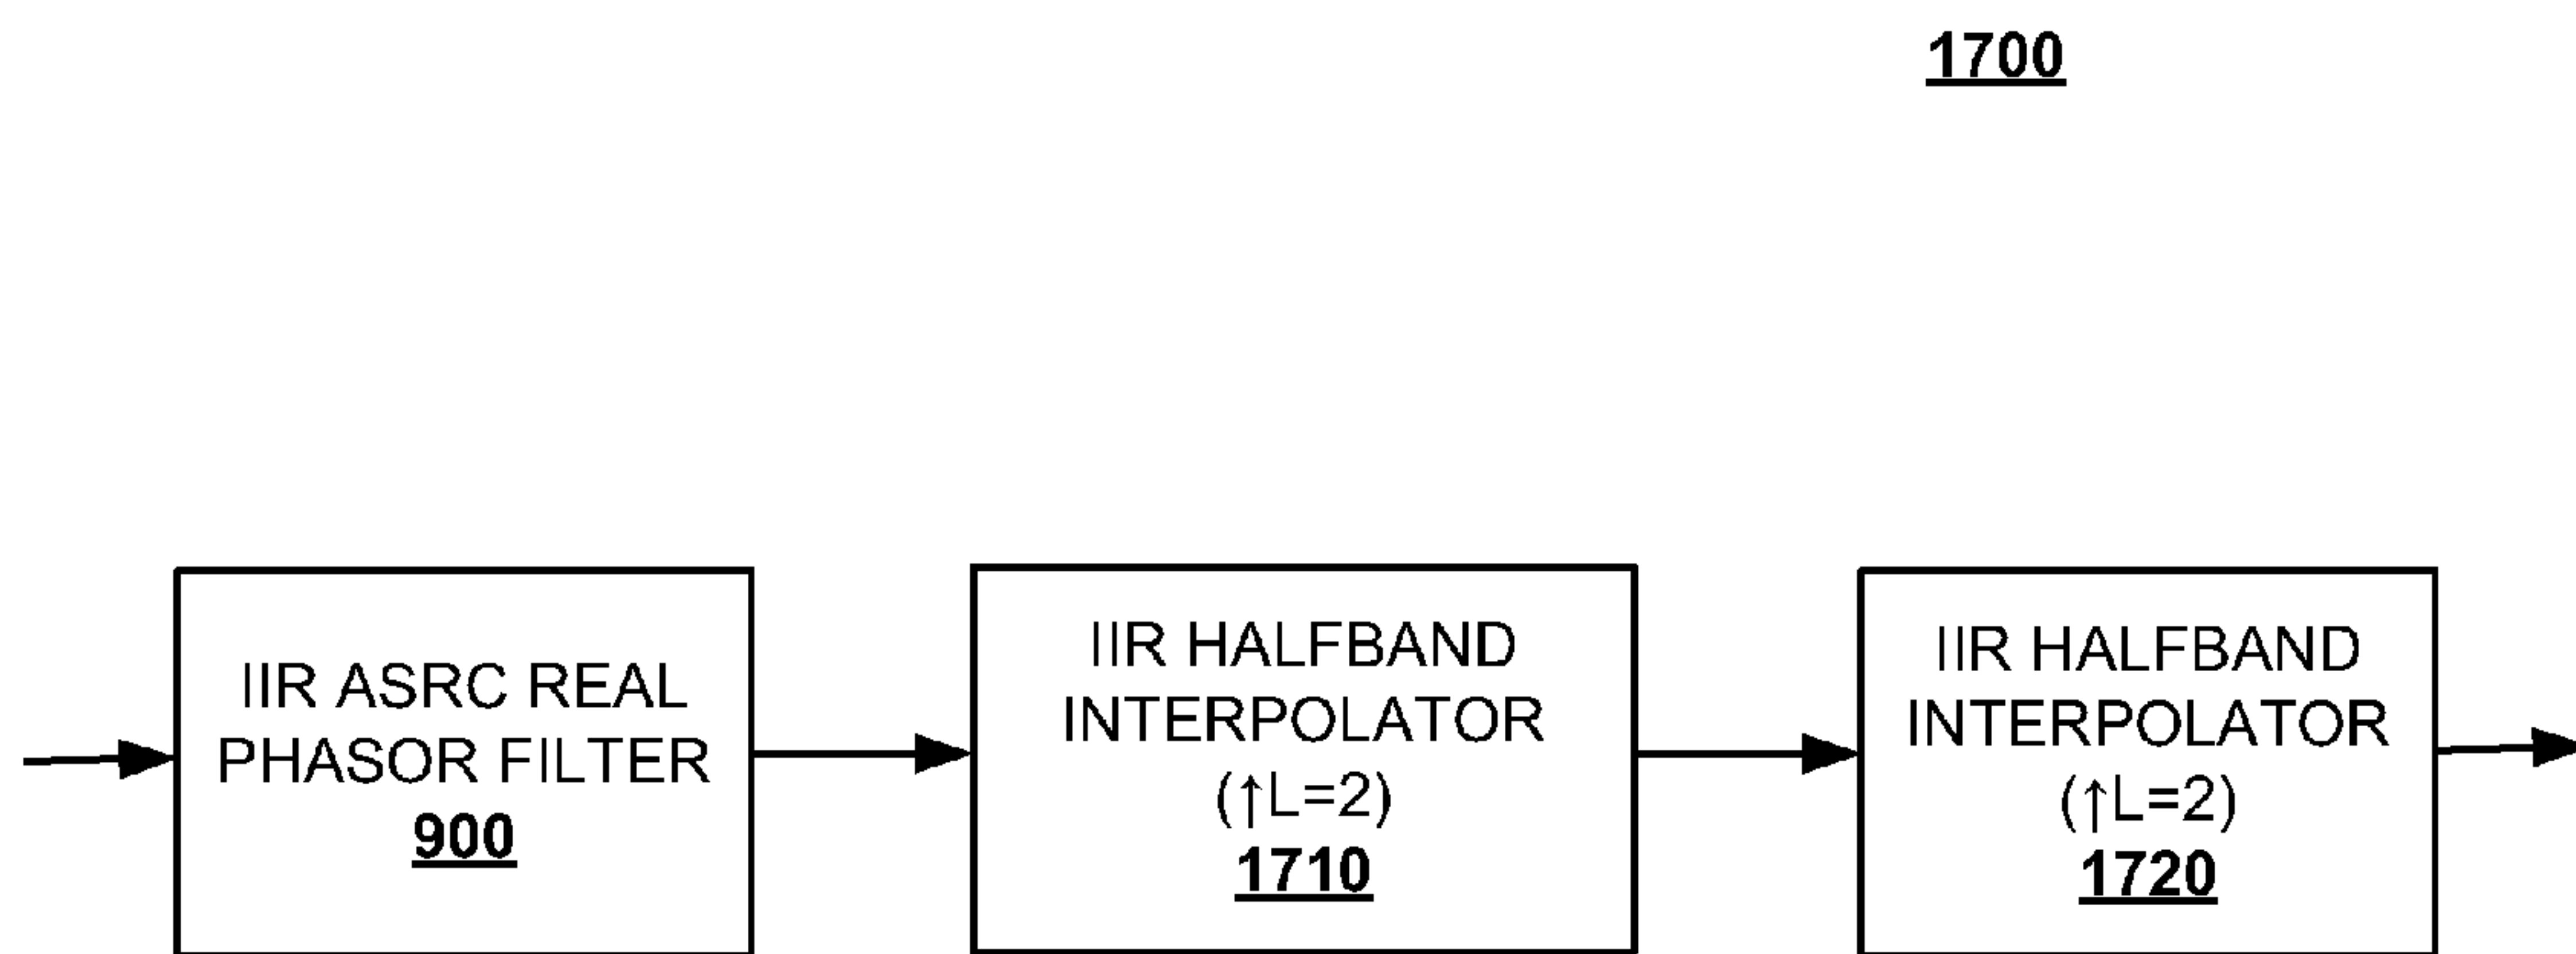 1700
IIR ASRC REAL
PHASOR FILTER
900
IIR HALFBAND
INTERPOLATOR
(↑L=2)
1710
IIR HALFBAND
INTERPOLATOR
(↑L=2)
1720